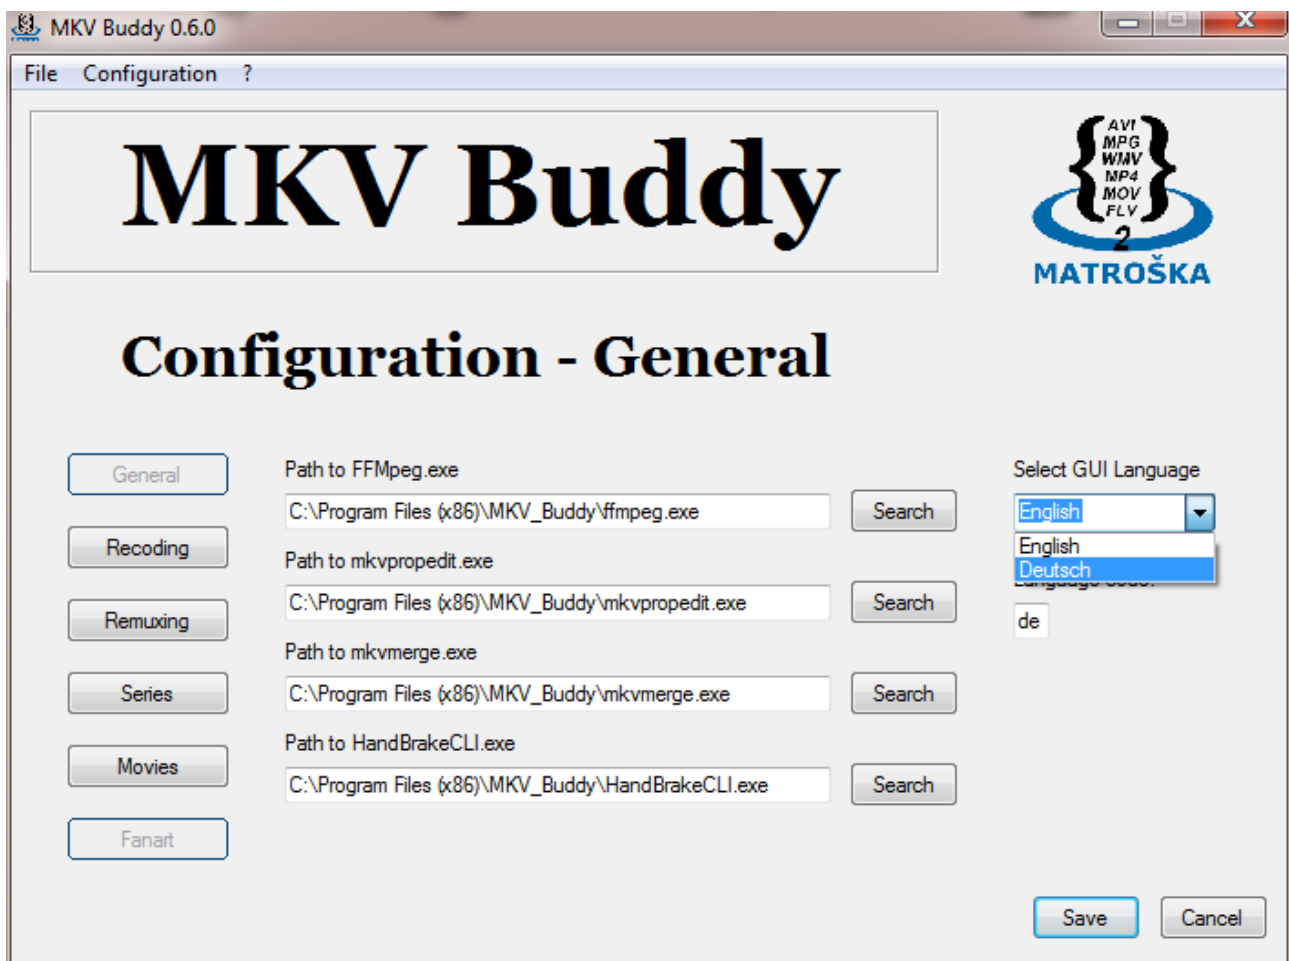 MKV Buddy 0.6.0
File Configuration ?
MKV Buddy
AVI
MPG
WMV
MP4
MOV
FLV
2
MATROŠKA
Configuration - General
General
Recoding
Remuxing
Series
Movies
Fanart
Path to FFMpeg.exe
C:\Program Files (x86)\MKV_Buddy\ffmpeg.exe
Search
Path to mkvpropedit.exe
C:\Program Files (x86)\MKV_Buddy\mkvpropedit.exe
Search
Path to mkvmerge.exe
C:\Program Files (x86)\MKV_Buddy\mkvmerge.exe
Search
Path to HandBrakeCLI.exe
C:\Program Files (x86)\MKV_Buddy\HandBrakeCLI.exe
Search
Select GUI Language
English
English
Deutsch
de
Save Cancel